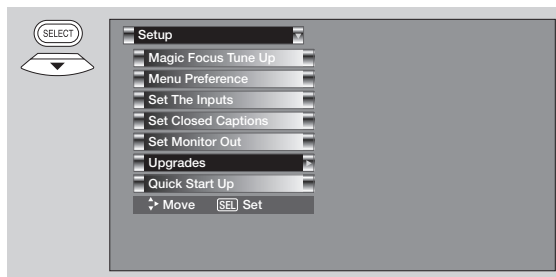 SELECT
Setup
Magic Focus Tune Up
Menu Preference
Set The Inputs
Set Closed Captions
Set Monitor Out
Upgrades
Quick Start Up
Move SEL Set